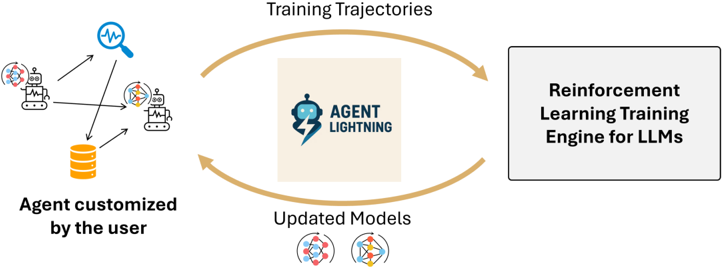 Training Trajectories
AGENT
LIGHTNING
Reinforcement
Learning Training
Engine for LLMs
Agent customized
by the user
Updated Models